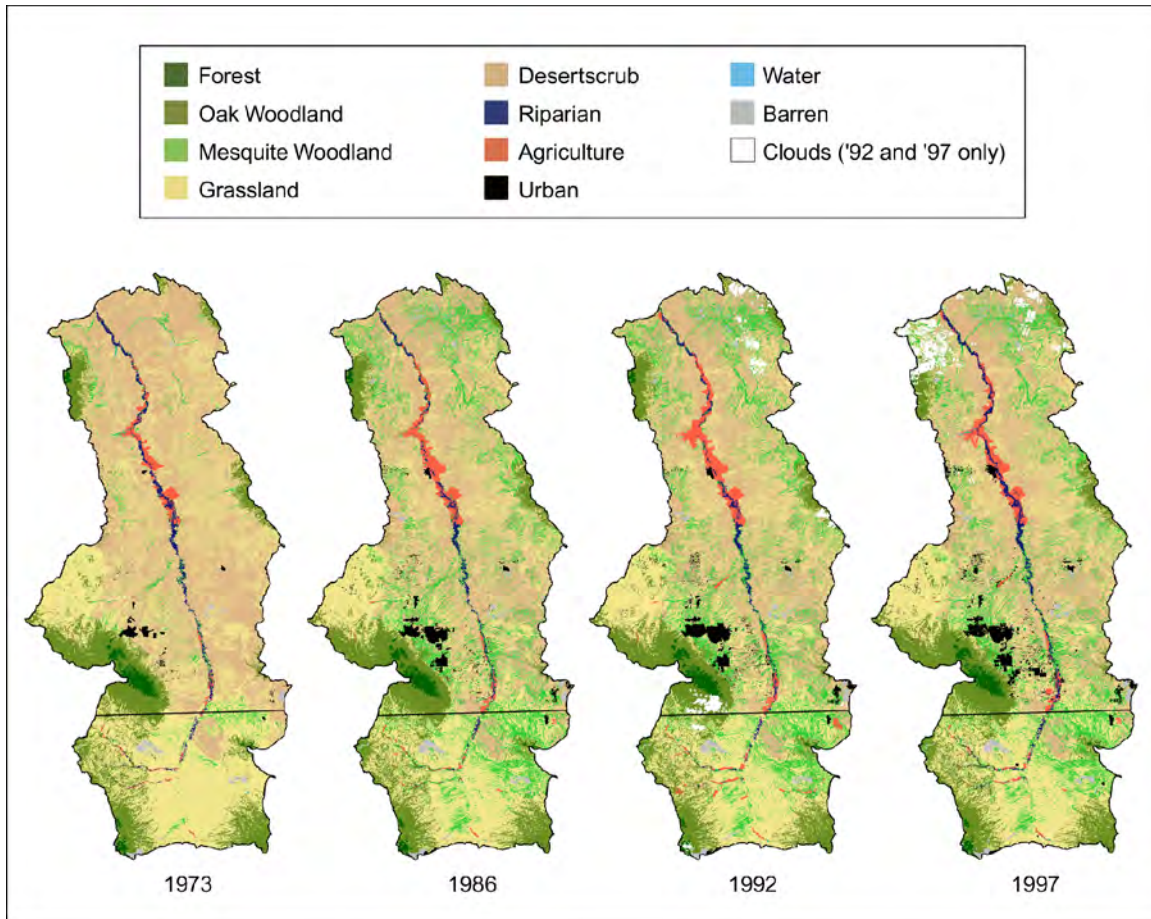 Forest
Oak Woodland
Mesquite Woodland
Grassland
Desertscrub
Riparian
Agriculture
Urban
Water
Barren
Clouds ('92 and '97 only)
1973
1986
1992
1997